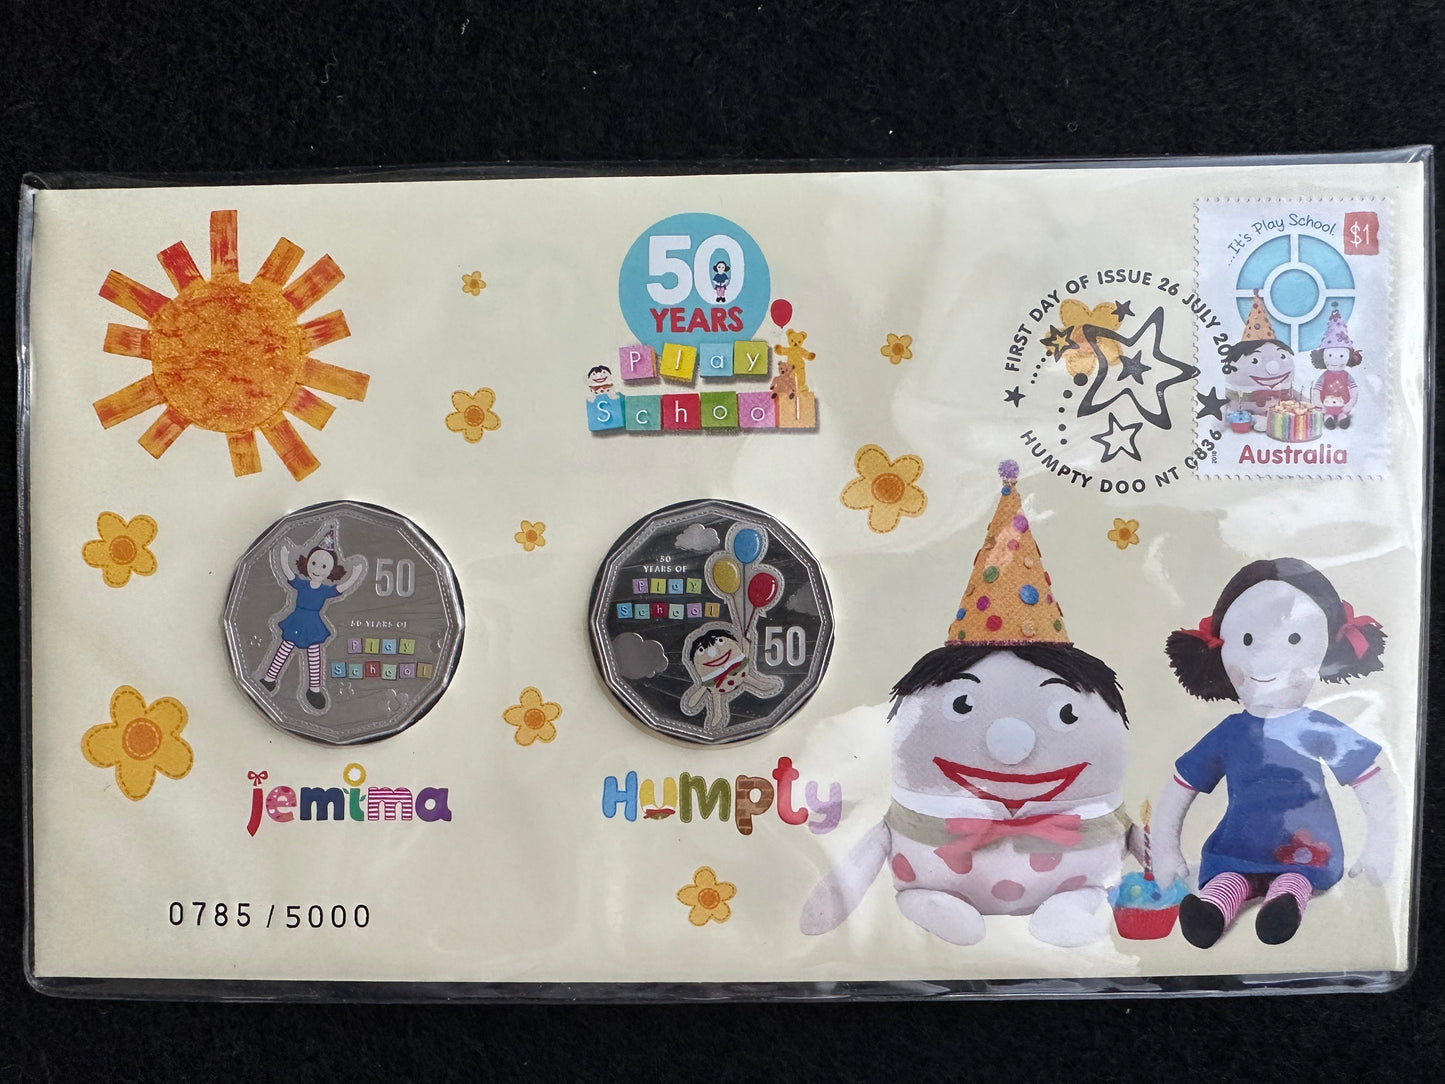 50
YEARS
Play
School
...It's Play School.
$1
Australia
2016
FIRST DAY OF ISSUE 26 JULY 2016
HUMPTY DOO NT 0836
50
50 YEARS OF
Play
School
50
YEARS OF
Play
School
50
jemima
Humpty
0785/5000